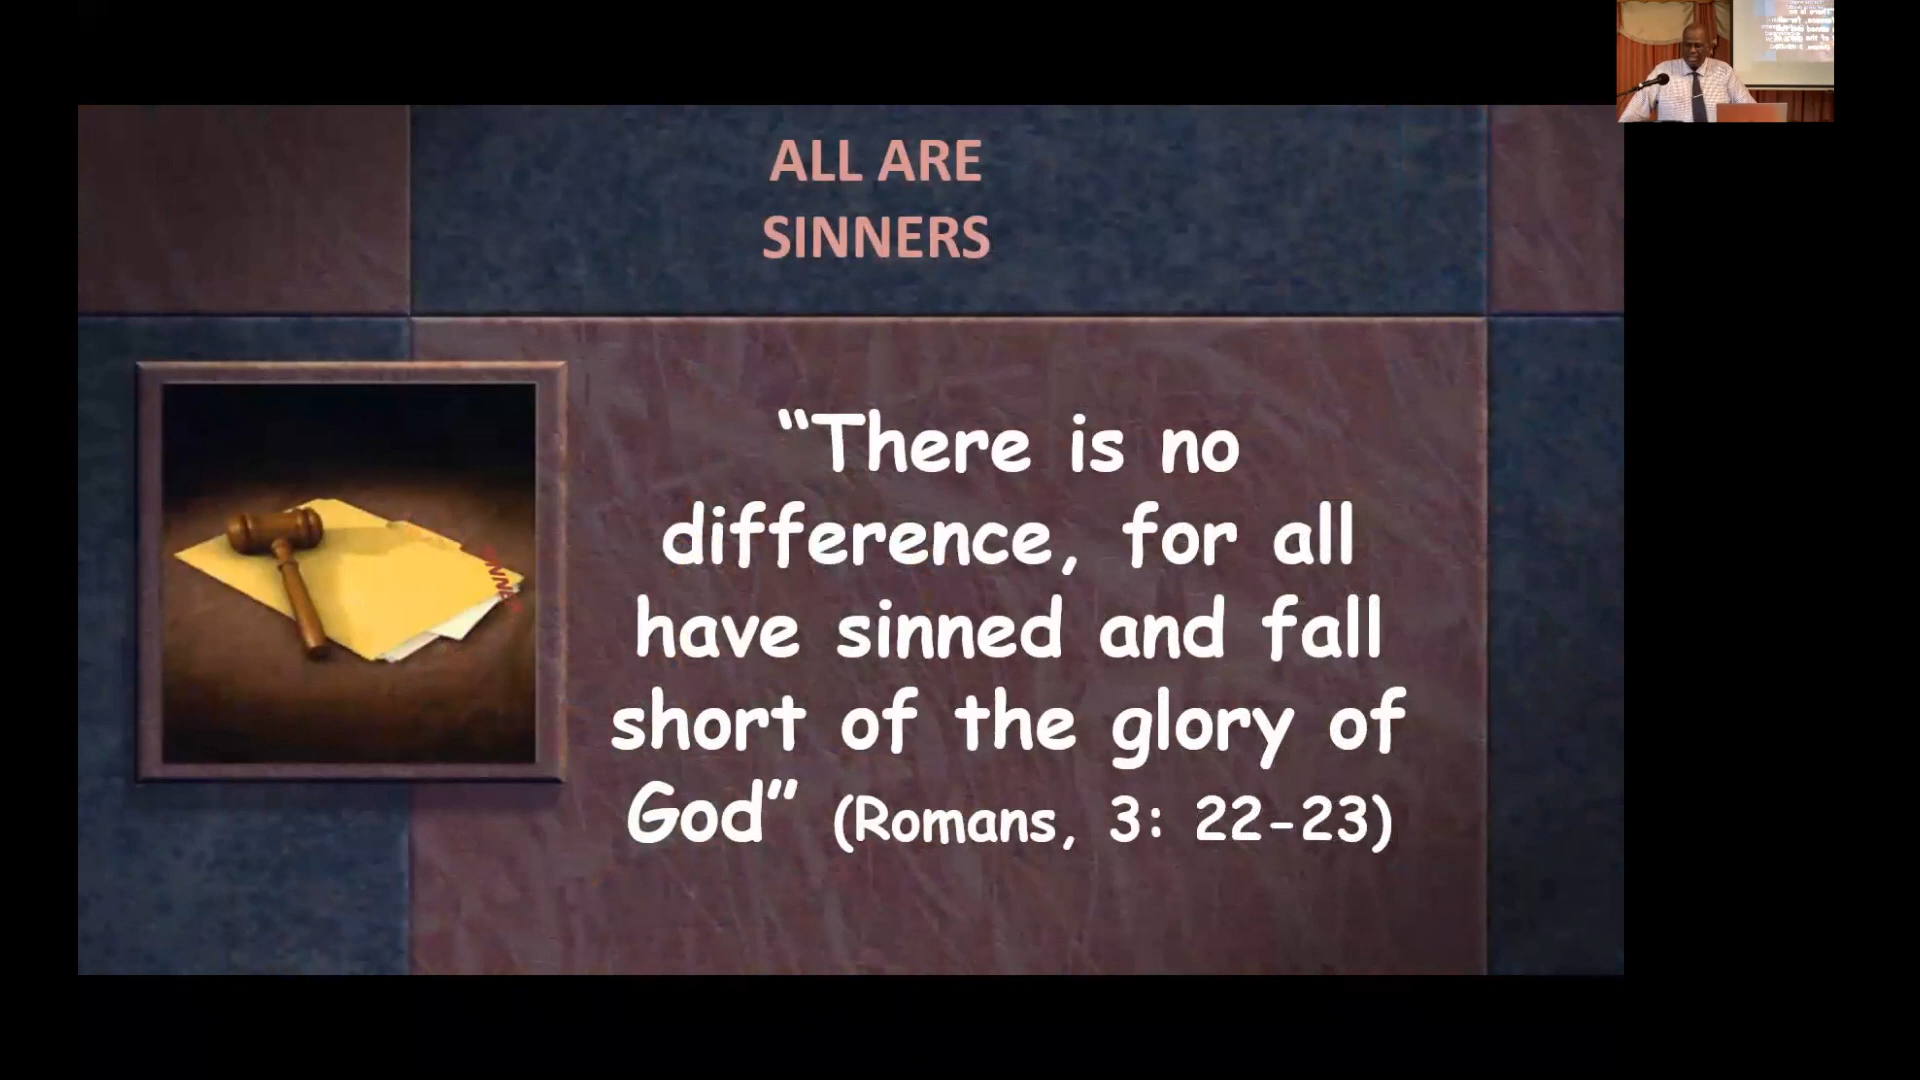 ALL ARE
SINNERS
“There is no
difference, for all
have sinned and fall
short of the glory of
God” (Romans, 3: 22-23)